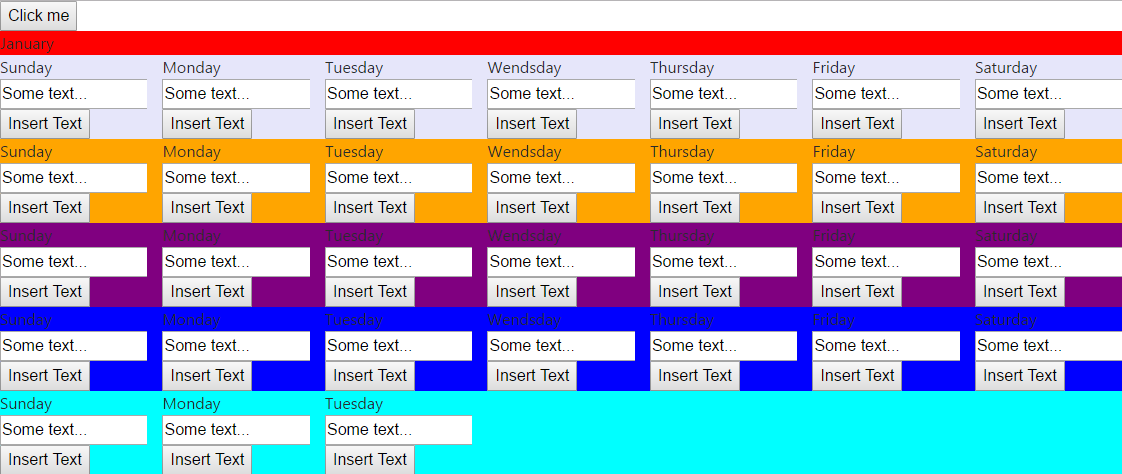 Click me
January
Sunday Monday Tuesday Wendsday Thursday Friday Saturday
Some text... Some text... Some text... Some text... Some text... Some text... Some text...
Insert Text Insert Text Insert Text Insert Text Insert Text Insert Text Insert Text
Sunday Monday Tuesday Wendsday Thursday Friday Saturday
Some text... Some text... Some text... Some text... Some text... Some text... Some text...
Insert Text Insert Text Insert Text Insert Text Insert Text Insert Text Insert Text
Sunday Monday Tuesday Wendsday Thursday Friday Saturday
Some text... Some text... Some text... Some text... Some text... Some text... Some text...
Insert Text Insert Text Insert Text Insert Text Insert Text Insert Text Insert Text
Sunday Monday Tuesday Wendsday Thursday Friday Saturday
Some text... Some text... Some text... Some text... Some text... Some text... Some text...
Insert Text Insert Text Insert Text Insert Text Insert Text Insert Text Insert Text
Sunday Monday Tuesday
Some text... Some text... Some text...
Insert Text Insert Text Insert Text